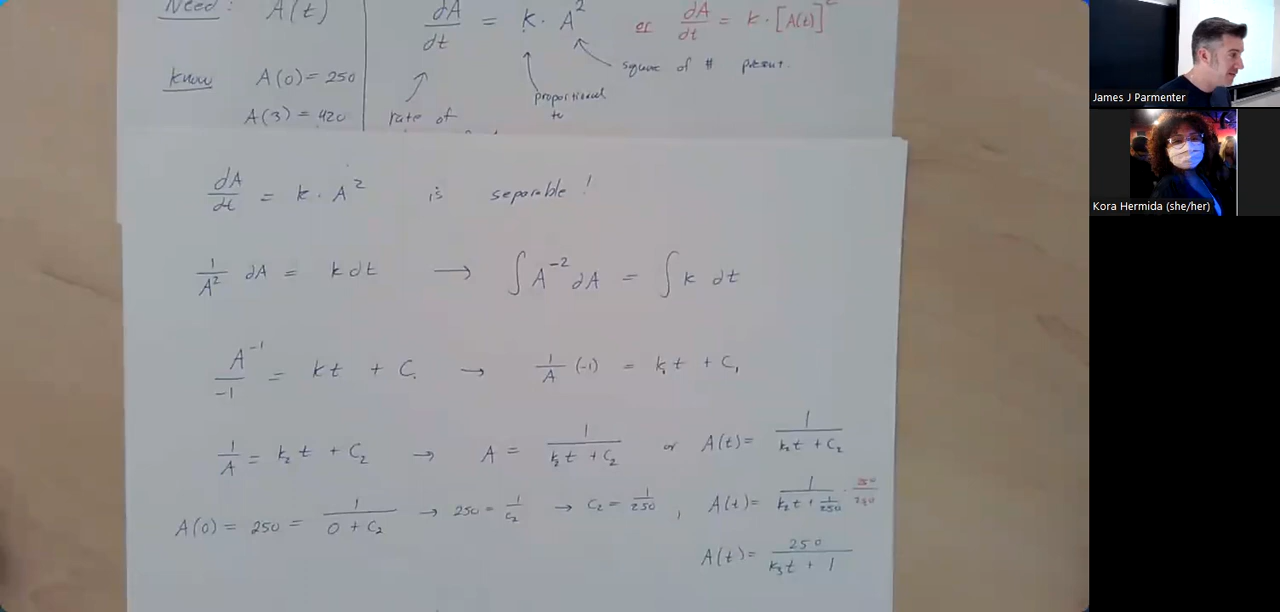 Need: A(t)
dA/dt = k · A²
or dA/dt = k · [A(t)]²
square of # present.
proportional to
know A(0) = 250
A(3) = 420
rate of
dA/dt = k · A² is separable!
1/A² dA = k dt → ∫ A⁻² dA = ∫ k dt
A⁻¹/-1 = kt + C₁ → 1/A (-1) = k₁t + C₁
1/A = k₂t + C₂ → A = 1/(k₂t + C₂) or A(t) = 1/(k₂t + C₂)
A(0) = 250 = 1/(0 + C₂) → 250 = 1/C₂ → C₂ = 1/250, A(t) = 1/(k₂t + 1/250) · 250/250
A(t) = 250/(k₃t + 1)
James J Parmenter
Kora Hermida (she/her)